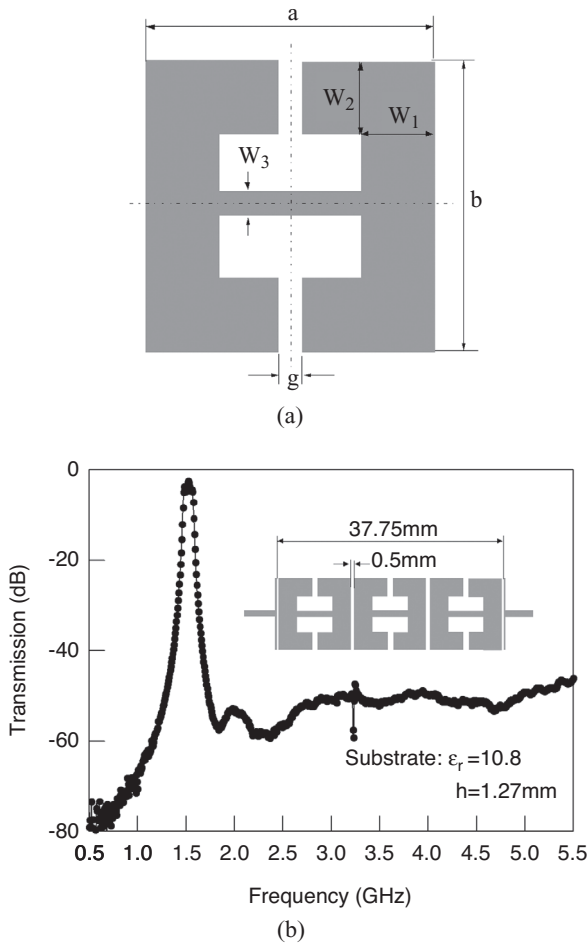 a
W2
W1
W3
b
g
(a)
0
-20
-40
-60
-80
Transmission (dB)
37.75mm
0.5mm
Substrate: εr=10.8
h=1.27mm
0.5 1.0 1.5 2.0 2.5 3.0 3.5 4.0 4.5 5.0 5.5
Frequency (GHz)
(b)